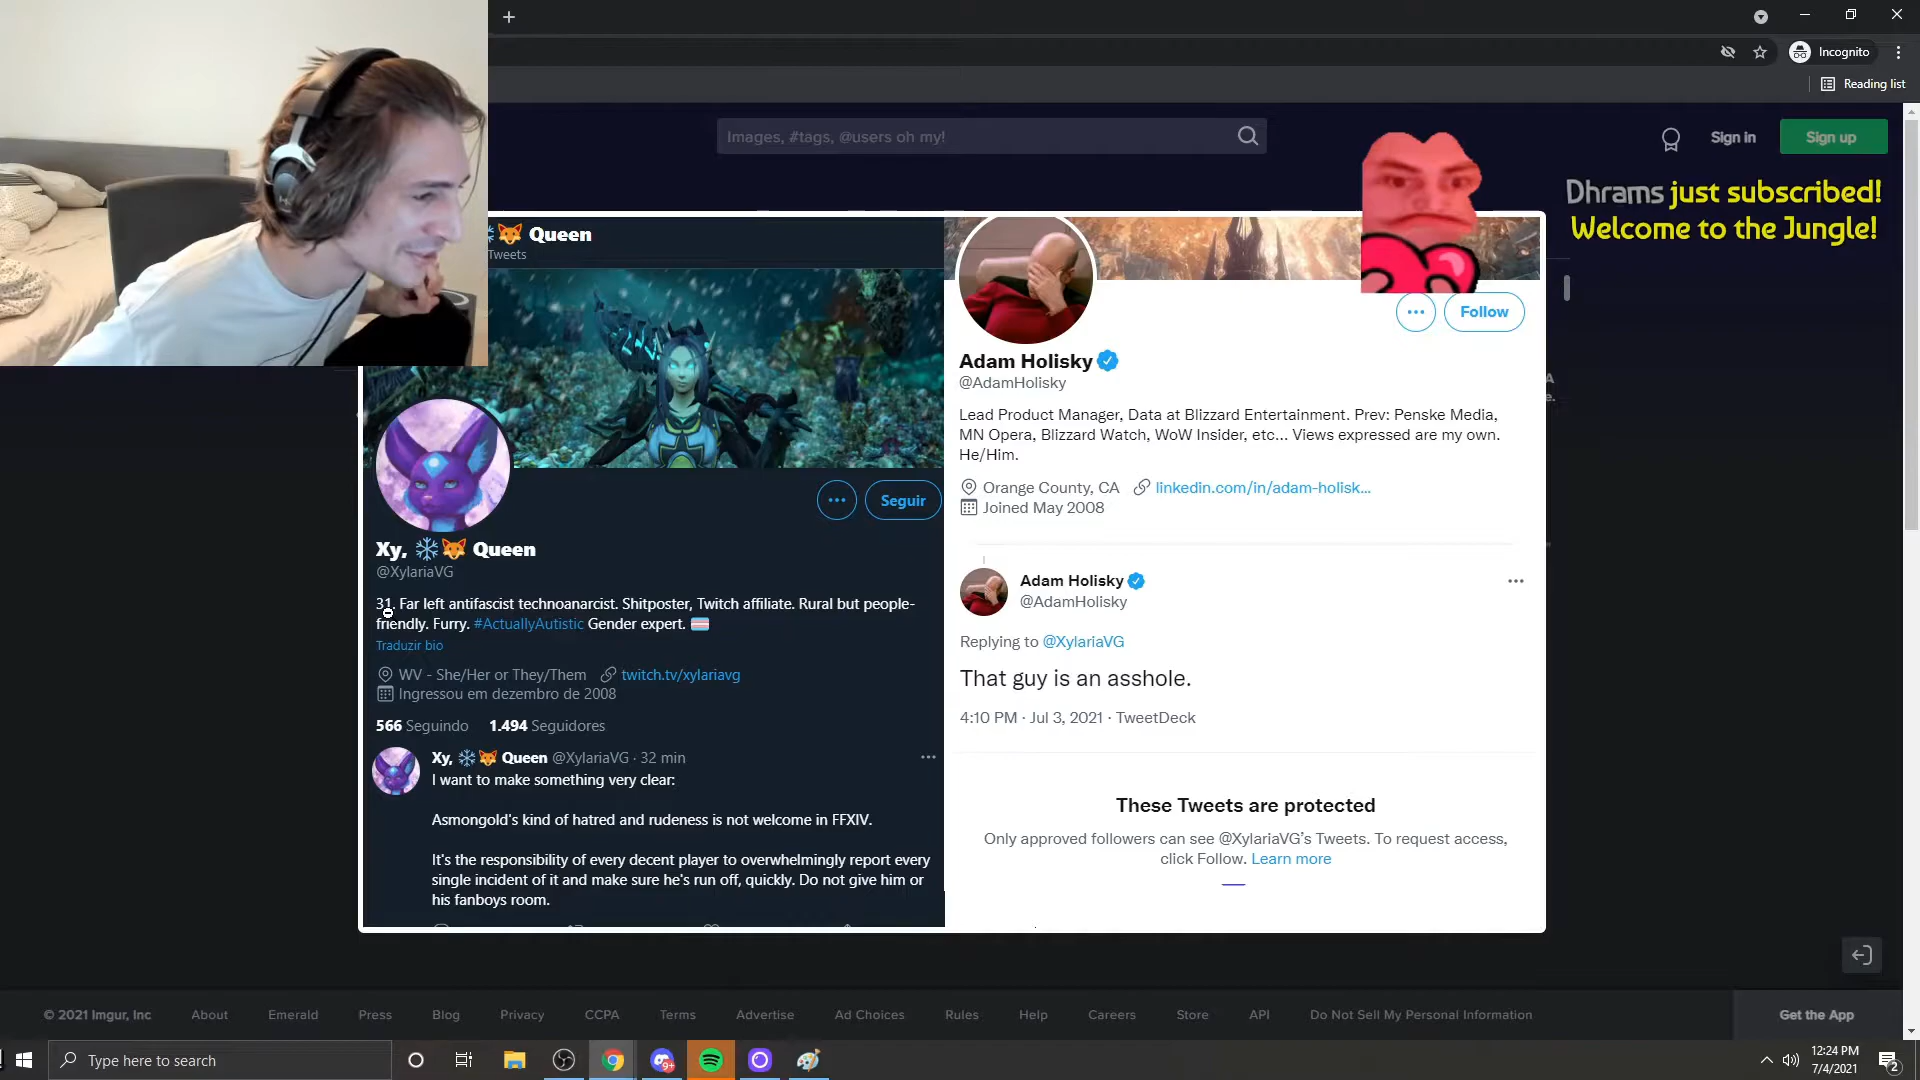 Incognito
Reading list
Images, #tags, @users oh my!
Sign in
Sign up
Dhrams just subscribed!
Welcome to the Jungle!
Queen
Tweets
Seguir
Xy, ❄️🦊 Queen
@XylariaVG
31. Far left antifascist technoanarcist. Shitposter, Twitch affiliate. Rural but people-
friendly. Furry. #ActuallyAutistic Gender expert.
Traduzir bio
WV - She/Her or They/Them twitch.tv/xylariavg
Ingressou em dezembro de 2008
566 Seguindo 1.494 Seguidores
Xy, ❄️🦊 Queen @XylariaVG · 32 min
I want to make something very clear:
Asmongold's kind of hatred and rudeness is not welcome in FFXIV.
It's the responsibility of every decent player to overwhelmingly report every
single incident of it and make sure he's run off, quickly. Do not give him or
his fanboys room.
Follow
Adam Holisky
@AdamHolisky
Lead Product Manager, Data at Blizzard Entertainment. Prev: Penske Media,
MN Opera, Blizzard Watch, WoW Insider, etc... Views expressed are my own.
He/Him.
Orange County, CA linkedin.com/in/adam-holisk...
Joined May 2008
Adam Holisky
@AdamHolisky
Replying to @XylariaVG
That guy is an asshole.
4:10 PM · Jul 3, 2021 · TweetDeck
These Tweets are protected
Only approved followers can see @XylariaVG's Tweets. To request access,
click Follow. Learn more
© 2021 Imgur, Inc About Emerald Press Blog Privacy CCPA Terms Advertise Ad Choices Rules Help Careers Store API Do Not Sell My Personal Information
Get the App
Type here to search
9+
12:24 PM
7/4/2021
2